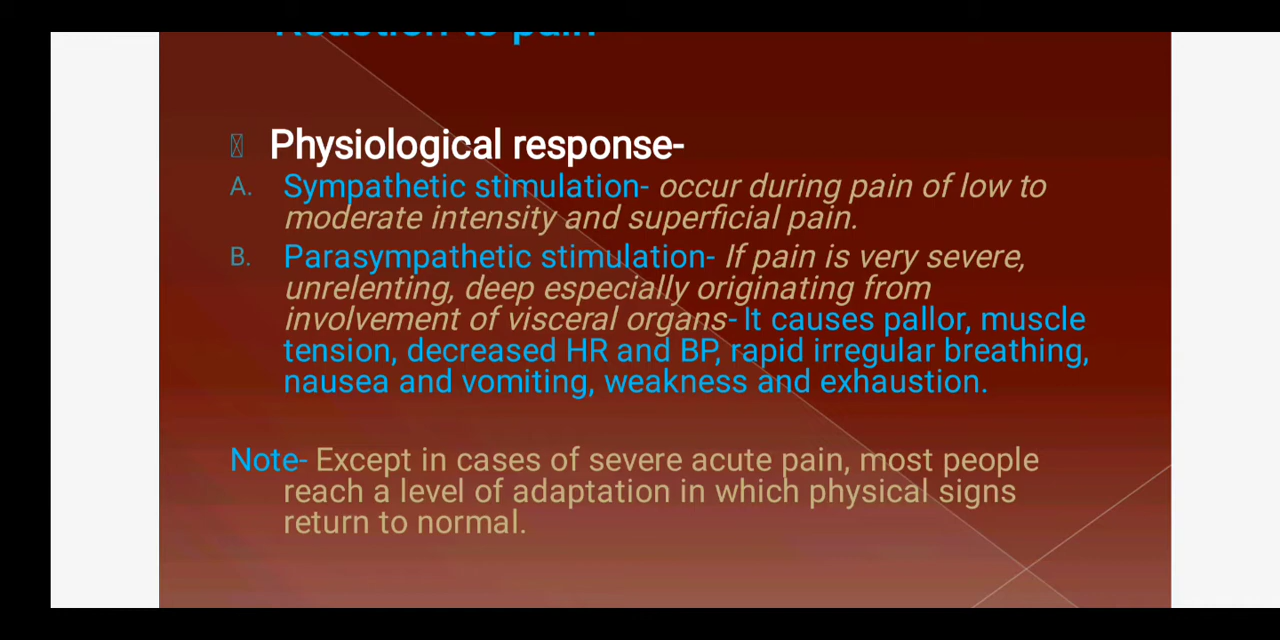 Reaction to pain
Physiological response-
A. Sympathetic stimulation- occur during pain of low to
moderate intensity and superficial pain.
B. Parasympathetic stimulation- If pain is very severe,
unrelenting, deep especially originating from
involvement of visceral organs- It causes pallor, muscle
tension, decreased HR and BP, rapid irregular breathing,
nausea and vomiting, weakness and exhaustion.
Note- Except in cases of severe acute pain, most people
reach a level of adaptation in which physical signs
return to normal.